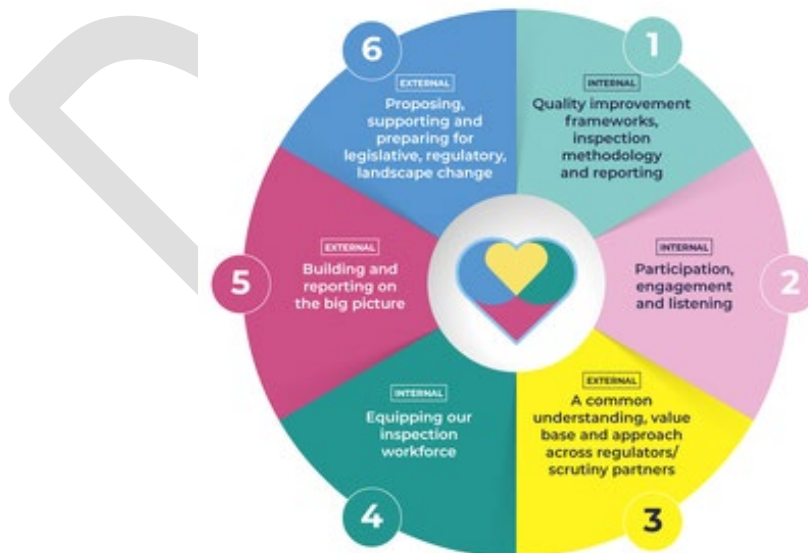 1
INTERNAL
Quality improvement
frameworks,
inspection
methodology
and reporting
2
INTERNAL
Participation,
engagement
and listening
3
EXTERNAL
A common
understanding, value
base and approach
across regulators/
scrutiny partners
4
INTERNAL
Equipping our
inspection
workforce
5
EXTERNAL
Building and
reporting on
the big picture
6
EXTERNAL
Proposing,
supporting and
preparing for
legislative, regulatory,
landscape change